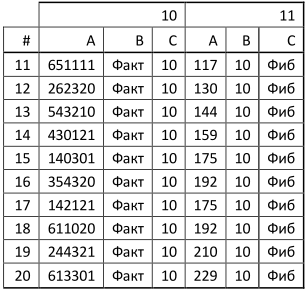 10 11
# A B C A B C
11 651111 Факт 10 117 10 Фиб
12 262320 Факт 10 130 10 Фиб
13 543210 Факт 10 144 10 Фиб
14 430121 Факт 10 159 10 Фиб
15 140301 Факт 10 175 10 Фиб
16 354320 Факт 10 192 10 Фиб
17 142121 Факт 10 175 10 Фиб
18 611020 Факт 10 192 10 Фиб
19 244321 Факт 10 210 10 Фиб
20 613301 Факт 10 229 10 Фиб